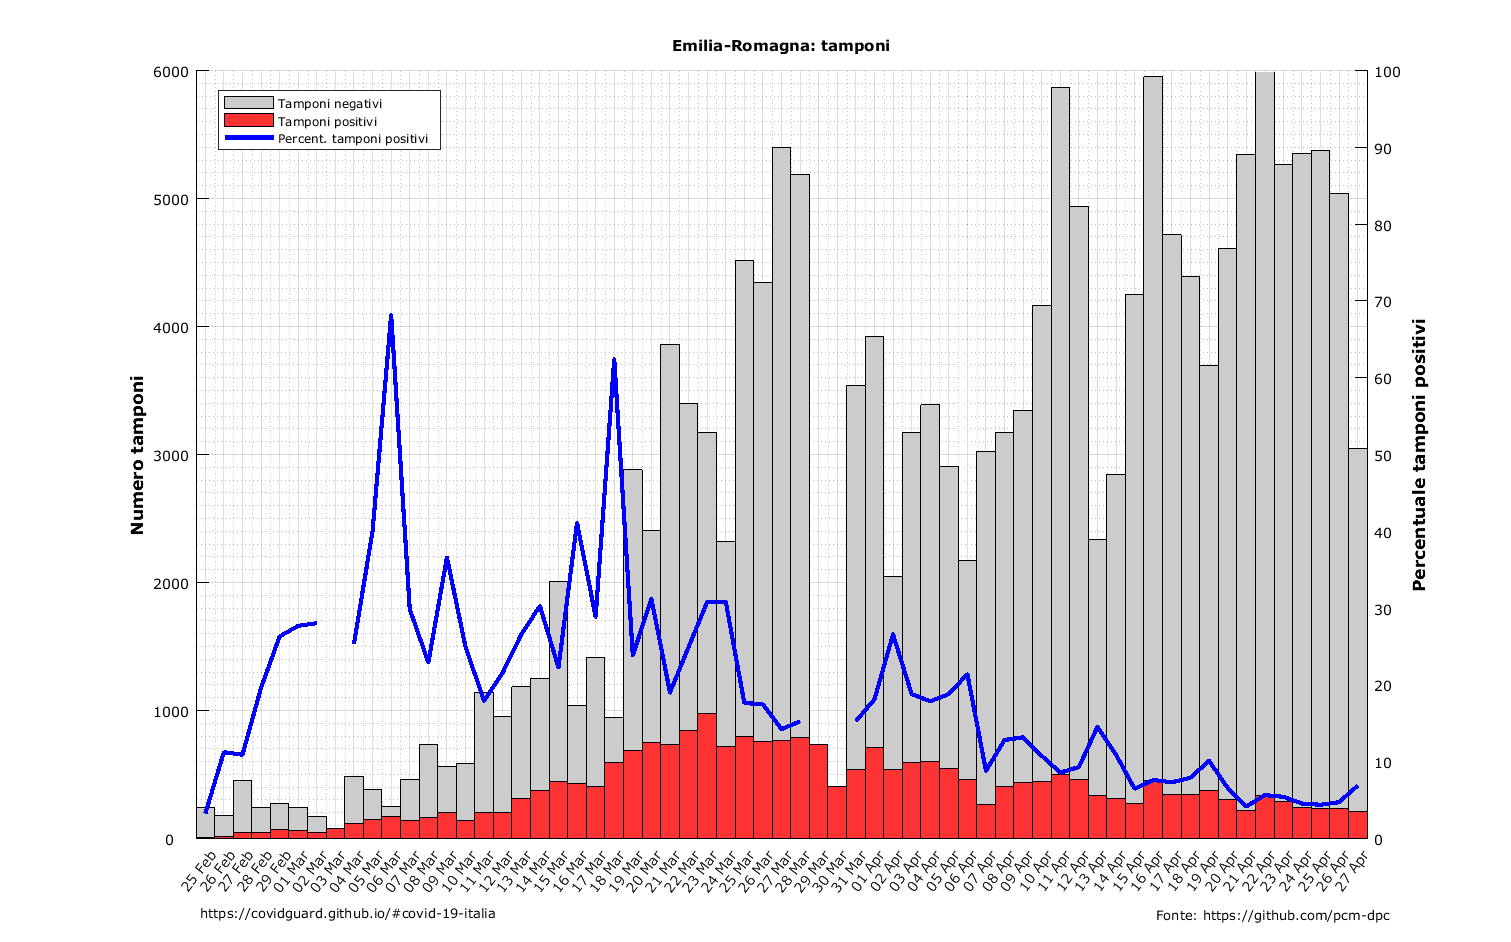 Emilia-Romagna: tamponi
Tamponi negativi
Tamponi positivi
Percent. tamponi positivi
Numero tamponi
6000
5000
4000
3000
2000
1000
0
100
90
80
70
60
50
40
30
20
10
0
Percentuale tamponi positivi
25 Feb
26 Feb
27 Feb
28 Feb
29 Feb
01 Mar
02 Mar
03 Mar
04 Mar
05 Mar
06 Mar
07 Mar
08 Mar
09 Mar
10 Mar
11 Mar
12 Mar
13 Mar
14 Mar
15 Mar
16 Mar
17 Mar
18 Mar
19 Mar
20 Mar
21 Mar
22 Mar
23 Mar
24 Mar
25 Mar
26 Mar
27 Mar
28 Mar
29 Mar
30 Mar
31 Mar
01 Apr
02 Apr
03 Apr
04 Apr
05 Apr
06 Apr
07 Apr
08 Apr
09 Apr
10 Apr
11 Apr
12 Apr
13 Apr
14 Apr
15 Apr
16 Apr
17 Apr
18 Apr
19 Apr
20 Apr
21 Apr
22 Apr
23 Apr
24 Apr
25 Apr
26 Apr
27 Apr
https://covidguard.github.io/#covid-19-italia
Fonte: https://github.com/pcm-dpc